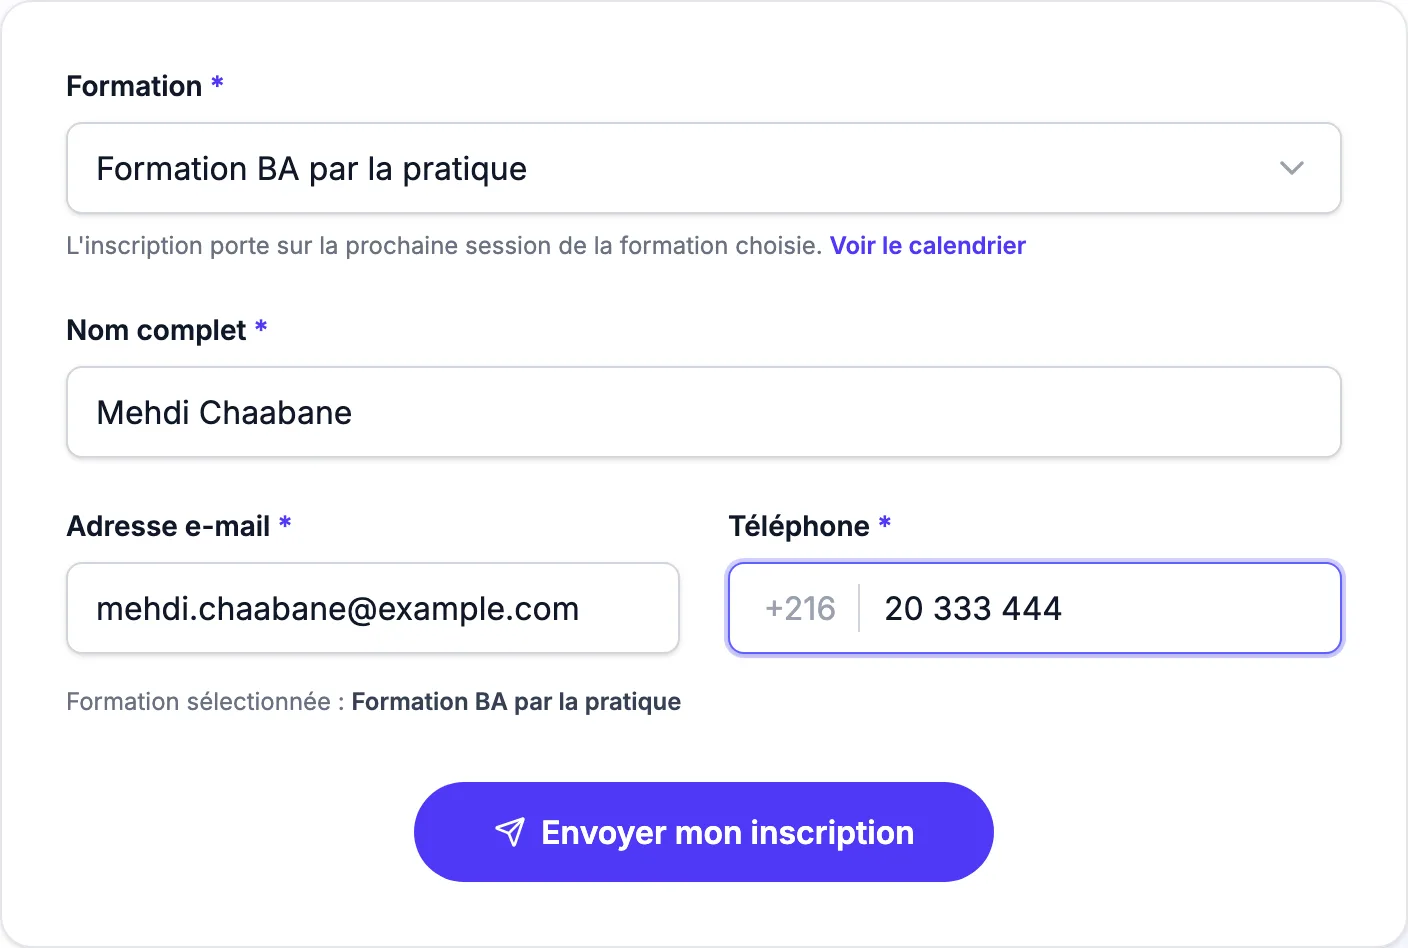 Formation *
Formation BA par la pratique
L'inscription porte sur la prochaine session de la formation choisie. Voir le calendrier
Nom complet *
Mehdi Chaabane
Adresse e-mail *
mehdi.chaabane@example.com
Téléphone *
+216 20 333 444
Formation sélectionnée : Formation BA par la pratique
Envoyer mon inscription